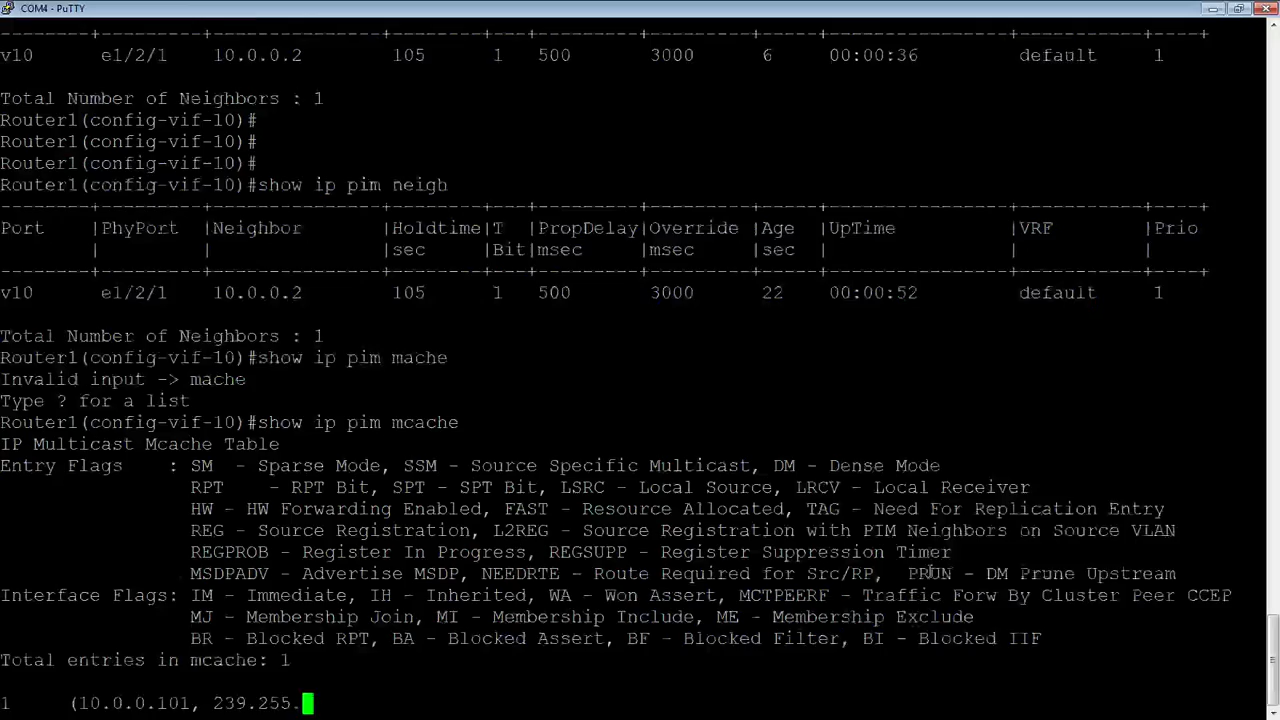 COM4 - PuTTY
--------+----------+----------------+---------+---+---------+---------+-----+----------------+-----------+----+
v10     e1/2/1     10.0.0.2        105     1   500       3000      6     00:00:36         default     1
Total Number of Neighbors : 1
Router1(config-vif-10)#
Router1(config-vif-10)#
Router1(config-vif-10)#
Router1(config-vif-10)#show ip pim neigh
--------+---------+---------------+--------+---+---------+---------+-----+----------------+-----------+----+
Port    |PhyPort  |Neighbor       |Holdtime|T  |PropDelay|Override |Age  |UpTime          |VRF        |Prio
        |         |               |sec     |Bit|msec     |msec     |sec  |                |           |
--------+---------+---------------+--------+---+---------+---------+-----+----------------+-----------+----+
v10     e1/2/1    10.0.0.2        105      1   500       3000      22    00:00:52         default     1
Total Number of Neighbors : 1
Router1(config-vif-10)#show ip pim mache
Invalid input -> mache
Type ? for a list
Router1(config-vif-10)#show ip pim mcache
IP Multicast Mcache Table
Entry Flags    : SM  - Sparse Mode, SSM - Source Specific Multicast, DM - Dense Mode
RPT    - RPT Bit, SPT - SPT Bit, LSRC - Local Source, LRCV - Local Receiver
HW - HW Forwarding Enabled, FAST - Resource Allocated, TAG - Need For Replication Entry
REG - Source Registration, L2REG - Source Registration with PIM Neighbors on Source VLAN
REGPROB - Register In Progress, REGSUPP - Register Suppression Timer
MSDPADV - Advertise MSDP, NEEDRTE - Route Required for Src/RP,  PRUN - DM Prune Upstream
Interface Flags: IM - Immediate, IH - Inherited, WA - Won Assert, MCTPEERF - Traffic Forw By Cluster Peer CCEP
MJ - Membership Join, MI - Membership Include, ME - Membership Exclude
BR - Blocked RPT, BA - Blocked Assert, BF - Blocked Filter, BI - Blocked IIF
Total entries in mcache: 1
1     (10.0.0.101, 239.255.